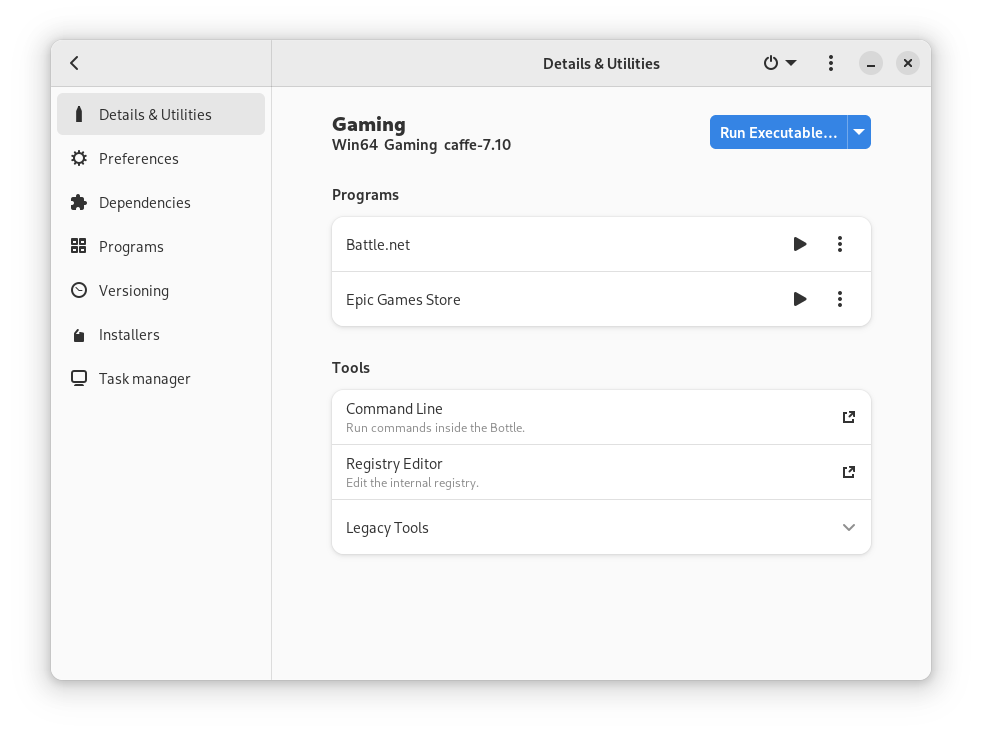 Details & Utilities
Details & Utilities
Preferences
Dependencies
Programs
Versioning
Installers
Task manager
Gaming
Win64 Gaming caffe-7.10
Run Executable...
Programs
Battle.net
Epic Games Store
Tools
Command Line
Run commands inside the Bottle.
Registry Editor
Edit the internal registry.
Legacy Tools